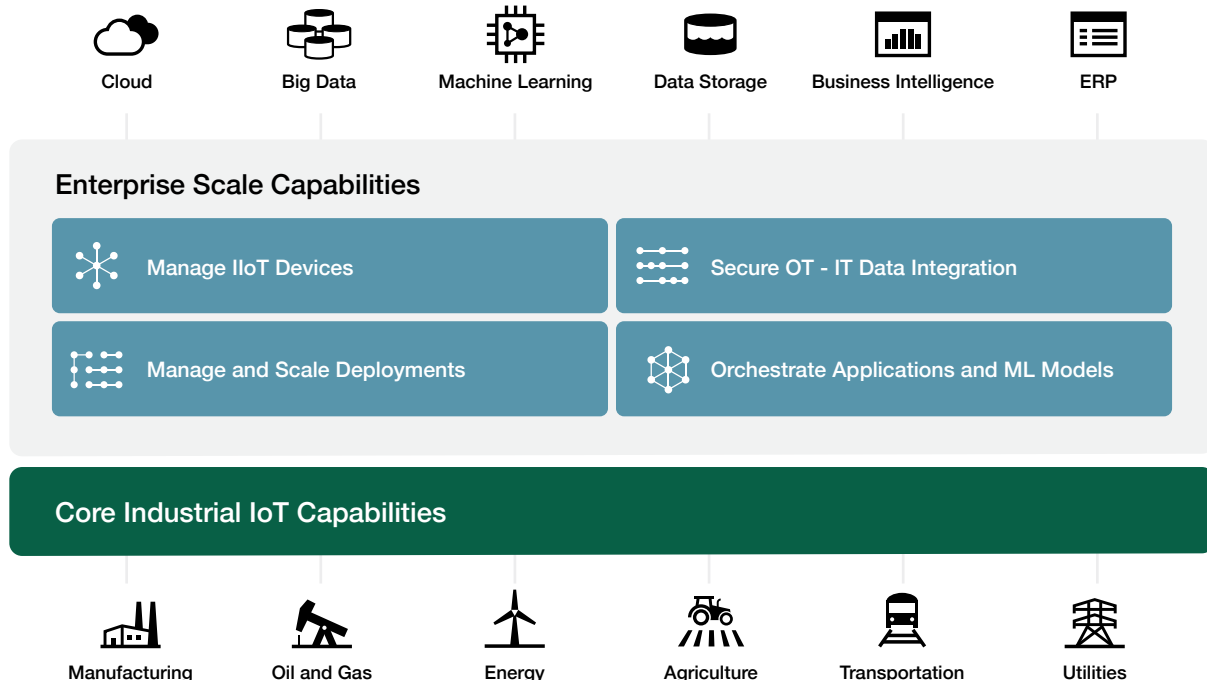 Cloud
Big Data
Machine Learning
Data Storage
Business Intelligence
ERP
Enterprise Scale Capabilities
Manage IIoT Devices
Secure OT - IT Data Integration
Manage and Scale Deployments
Orchestrate Applications and ML Models
Core Industrial IoT Capabilities
Manufacturing
Oil and Gas
Energy
Agriculture
Transportation
Utilities